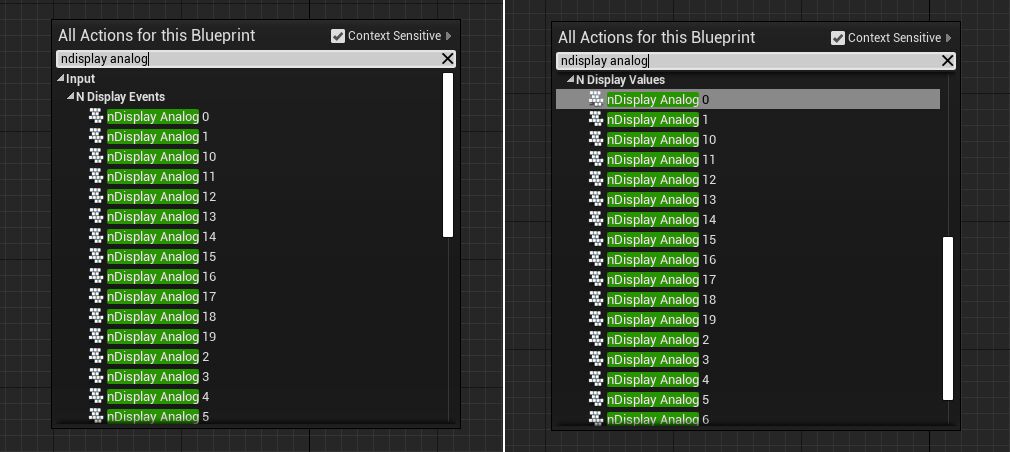 All Actions for this Blueprint
Context Sensitive
ndisplay analog
Input
N Display Events
nDisplay Analog 0
nDisplay Analog 1
nDisplay Analog 10
nDisplay Analog 11
nDisplay Analog 12
nDisplay Analog 13
nDisplay Analog 14
nDisplay Analog 15
nDisplay Analog 16
nDisplay Analog 17
nDisplay Analog 18
nDisplay Analog 19
nDisplay Analog 2
nDisplay Analog 3
nDisplay Analog 4
nDisplay Analog 5
All Actions for this Blueprint
Context Sensitive
ndisplay analog
N Display Values
nDisplay Analog 0
nDisplay Analog 1
nDisplay Analog 10
nDisplay Analog 11
nDisplay Analog 12
nDisplay Analog 13
nDisplay Analog 14
nDisplay Analog 15
nDisplay Analog 16
nDisplay Analog 17
nDisplay Analog 18
nDisplay Analog 19
nDisplay Analog 2
nDisplay Analog 3
nDisplay Analog 4
nDisplay Analog 5
nDisplay Analog 6